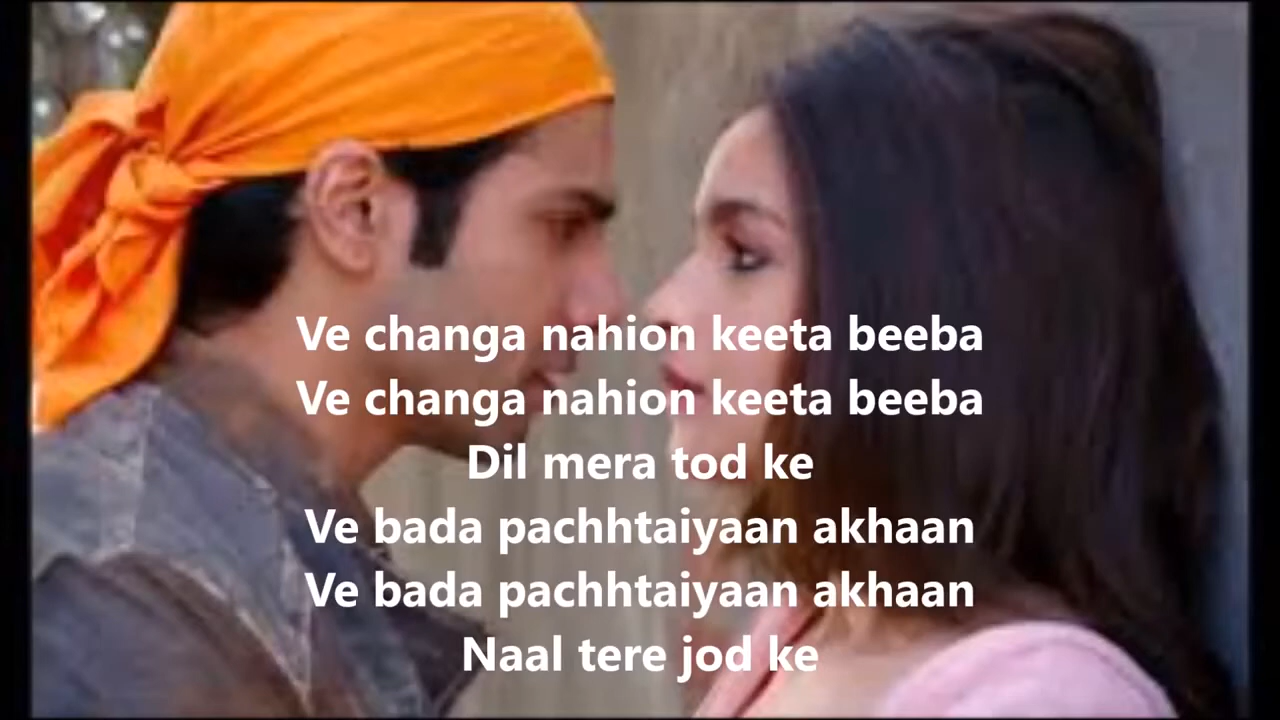 Ve changa nahion keeta beeba
Ve changa nahion keeta beeba
Dil mera tod ke
Ve bada pachhtaiyaan akhaan
Ve bada pachhtaiyaan akhaan
Naal tere jod ke